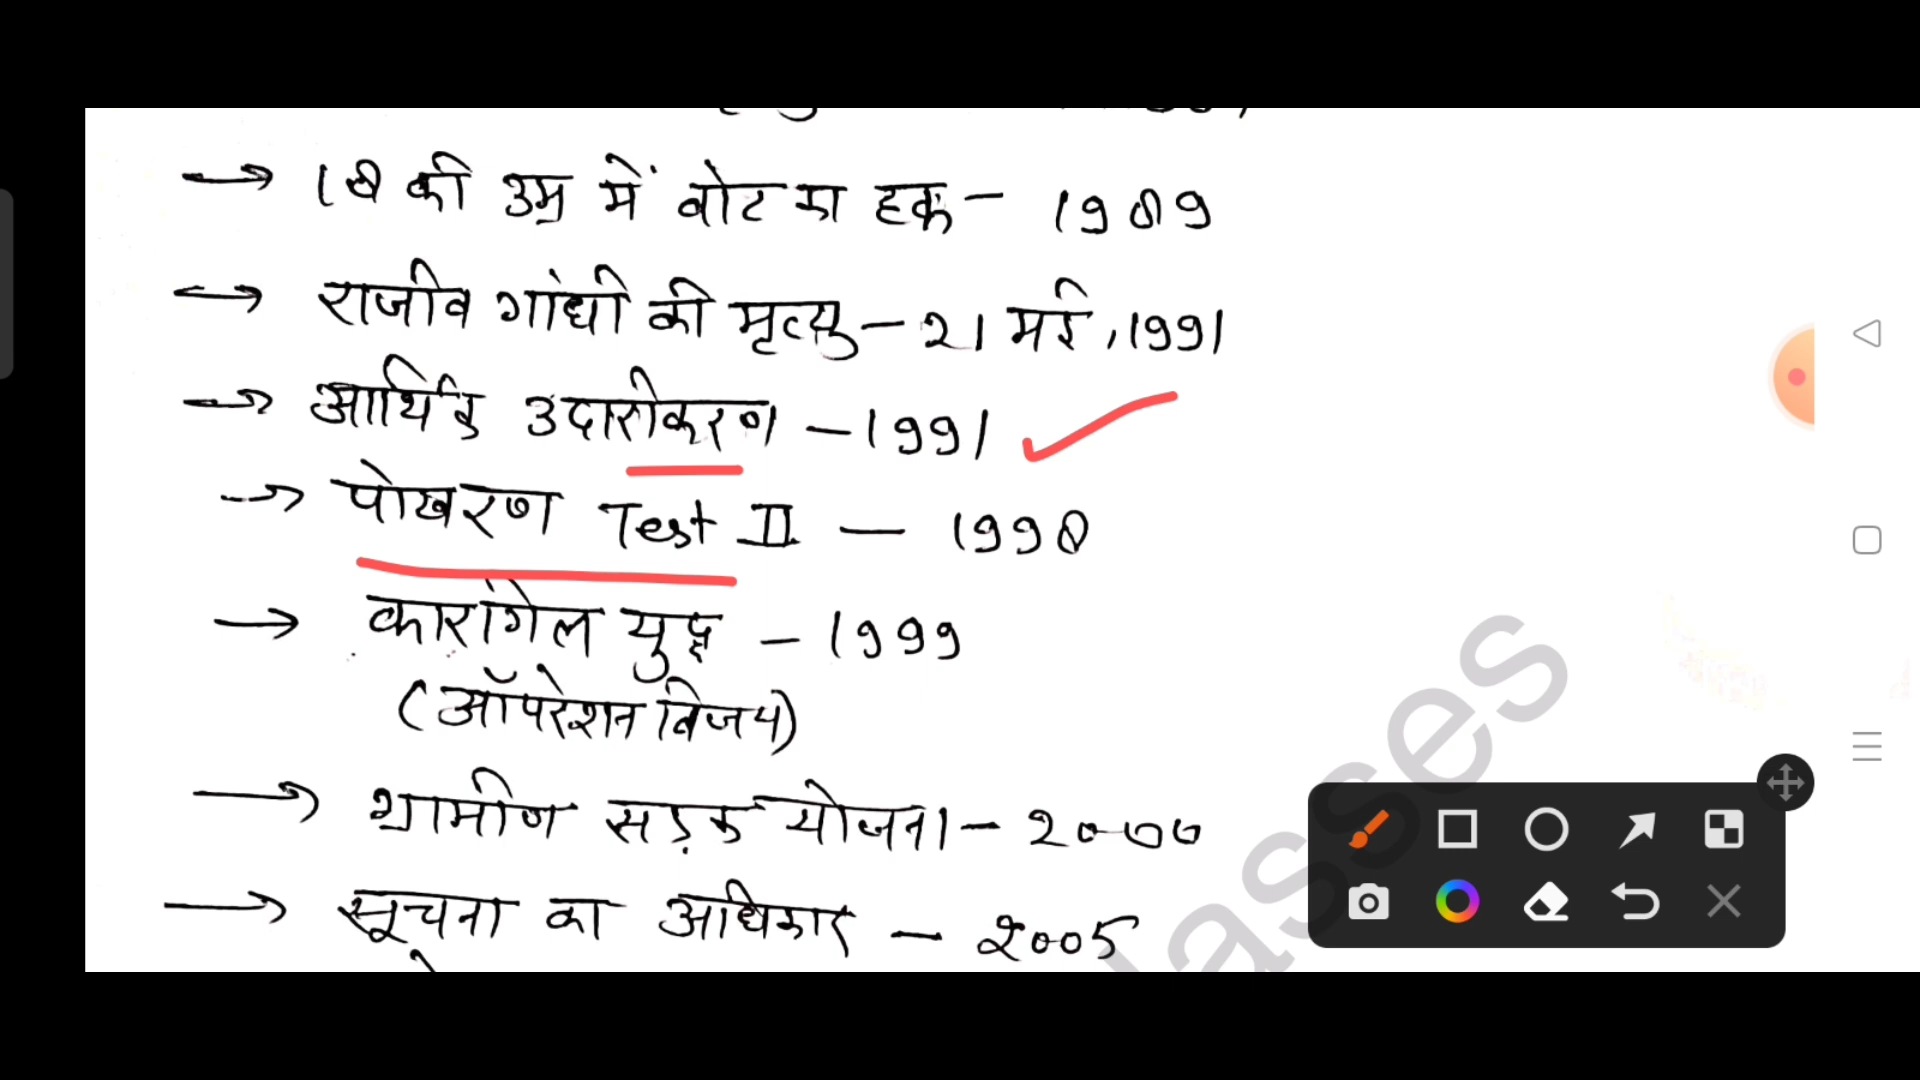 → 18 की उम्र में वोट का हक - 1989
→ राजीव गांधी की मृत्यु - 21 मई, 1991
→ आर्थिक उदारीकरण - 1991
→ पोखरण Test II - 1998
→ कारगिल युद्ध - 1999
(ऑपरेशन विजय)
→ ग्रामीण सड़क योजना - 2000
→ सूचना का अधिकार - 2005
asses